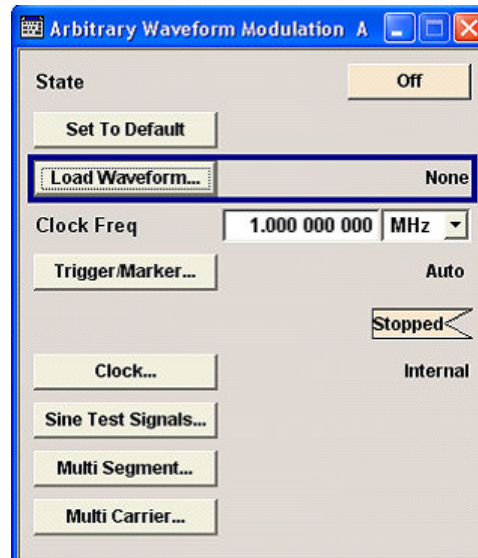 Arbitrary Waveform Modulation A
State Off
Set To Default
Load Waveform... None
Clock Freq 1.000 000 000 MHz
Trigger/Marker... Auto
Stopped
Clock... Internal
Sine Test Signals...
Multi Segment...
Multi Carrier...